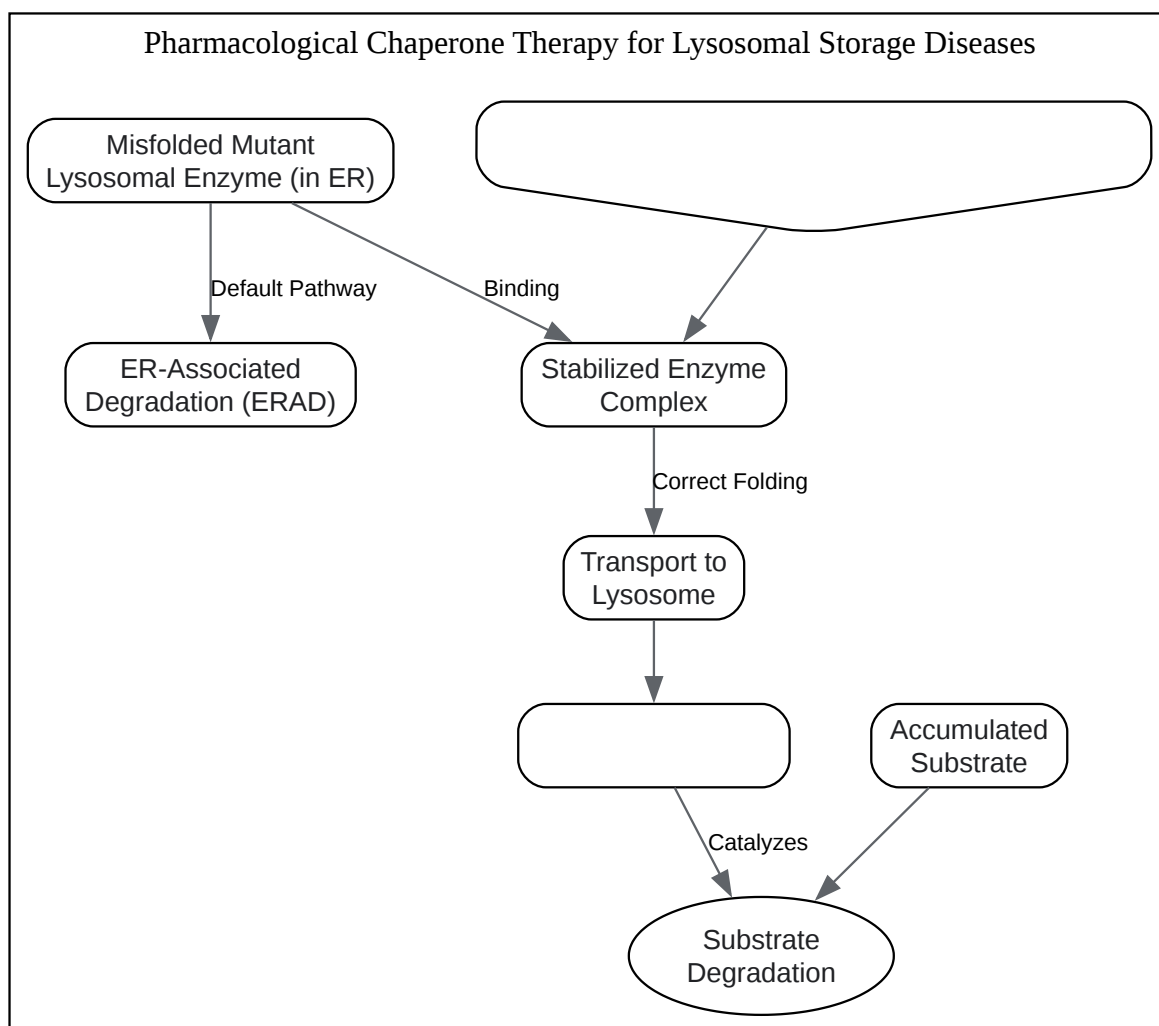 Pharmacological Chaperone Therapy for Lysosomal Storage Diseases
Misfolded Mutant
Lysosomal Enzyme (in ER)
Default Pathway
Binding
ER-Associated
Degradation (ERAD)
Stabilized Enzyme
Complex
Correct Folding
Transport to
Lysosome
Accumulated
Substrate
Catalyzes
Substrate
Degradation